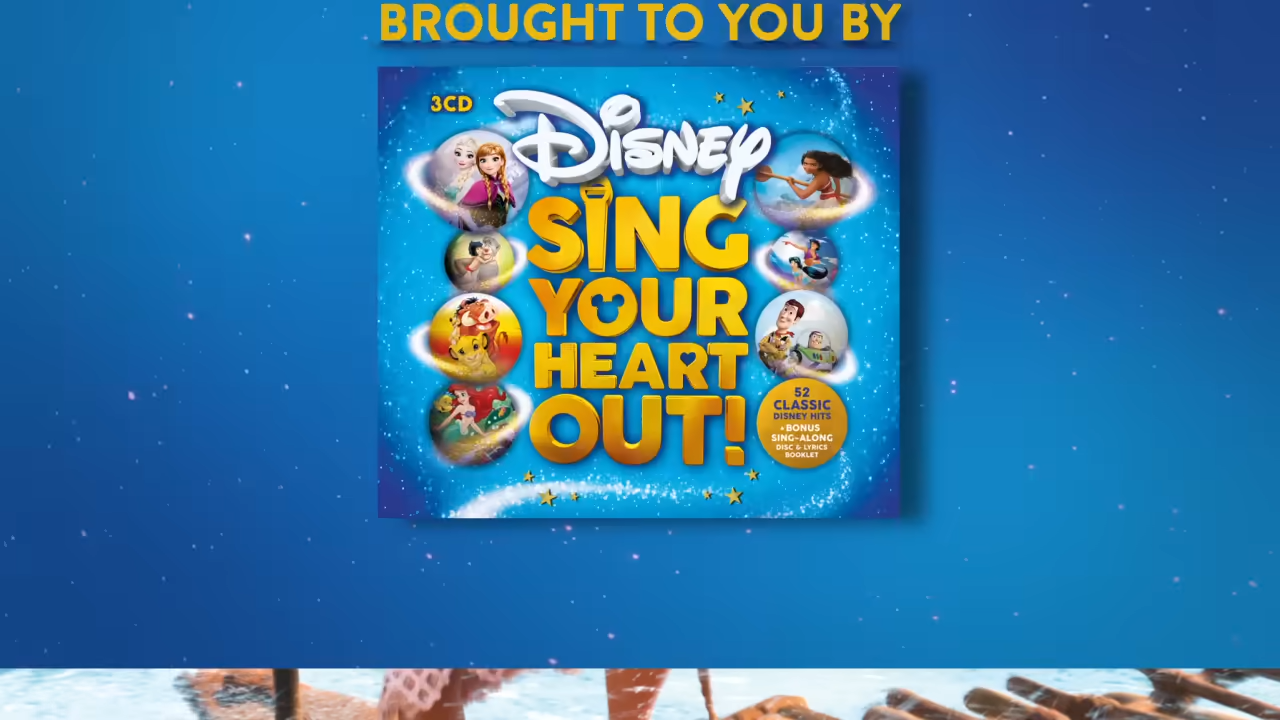 BROUGHT TO YOU BY
3CD
Disney
SING
YOUR
HEART
OUT!
52
CLASSIC
DISNEY HITS
+ BONUS
SING-ALONG
DISC & LYRICS
BOOKLET